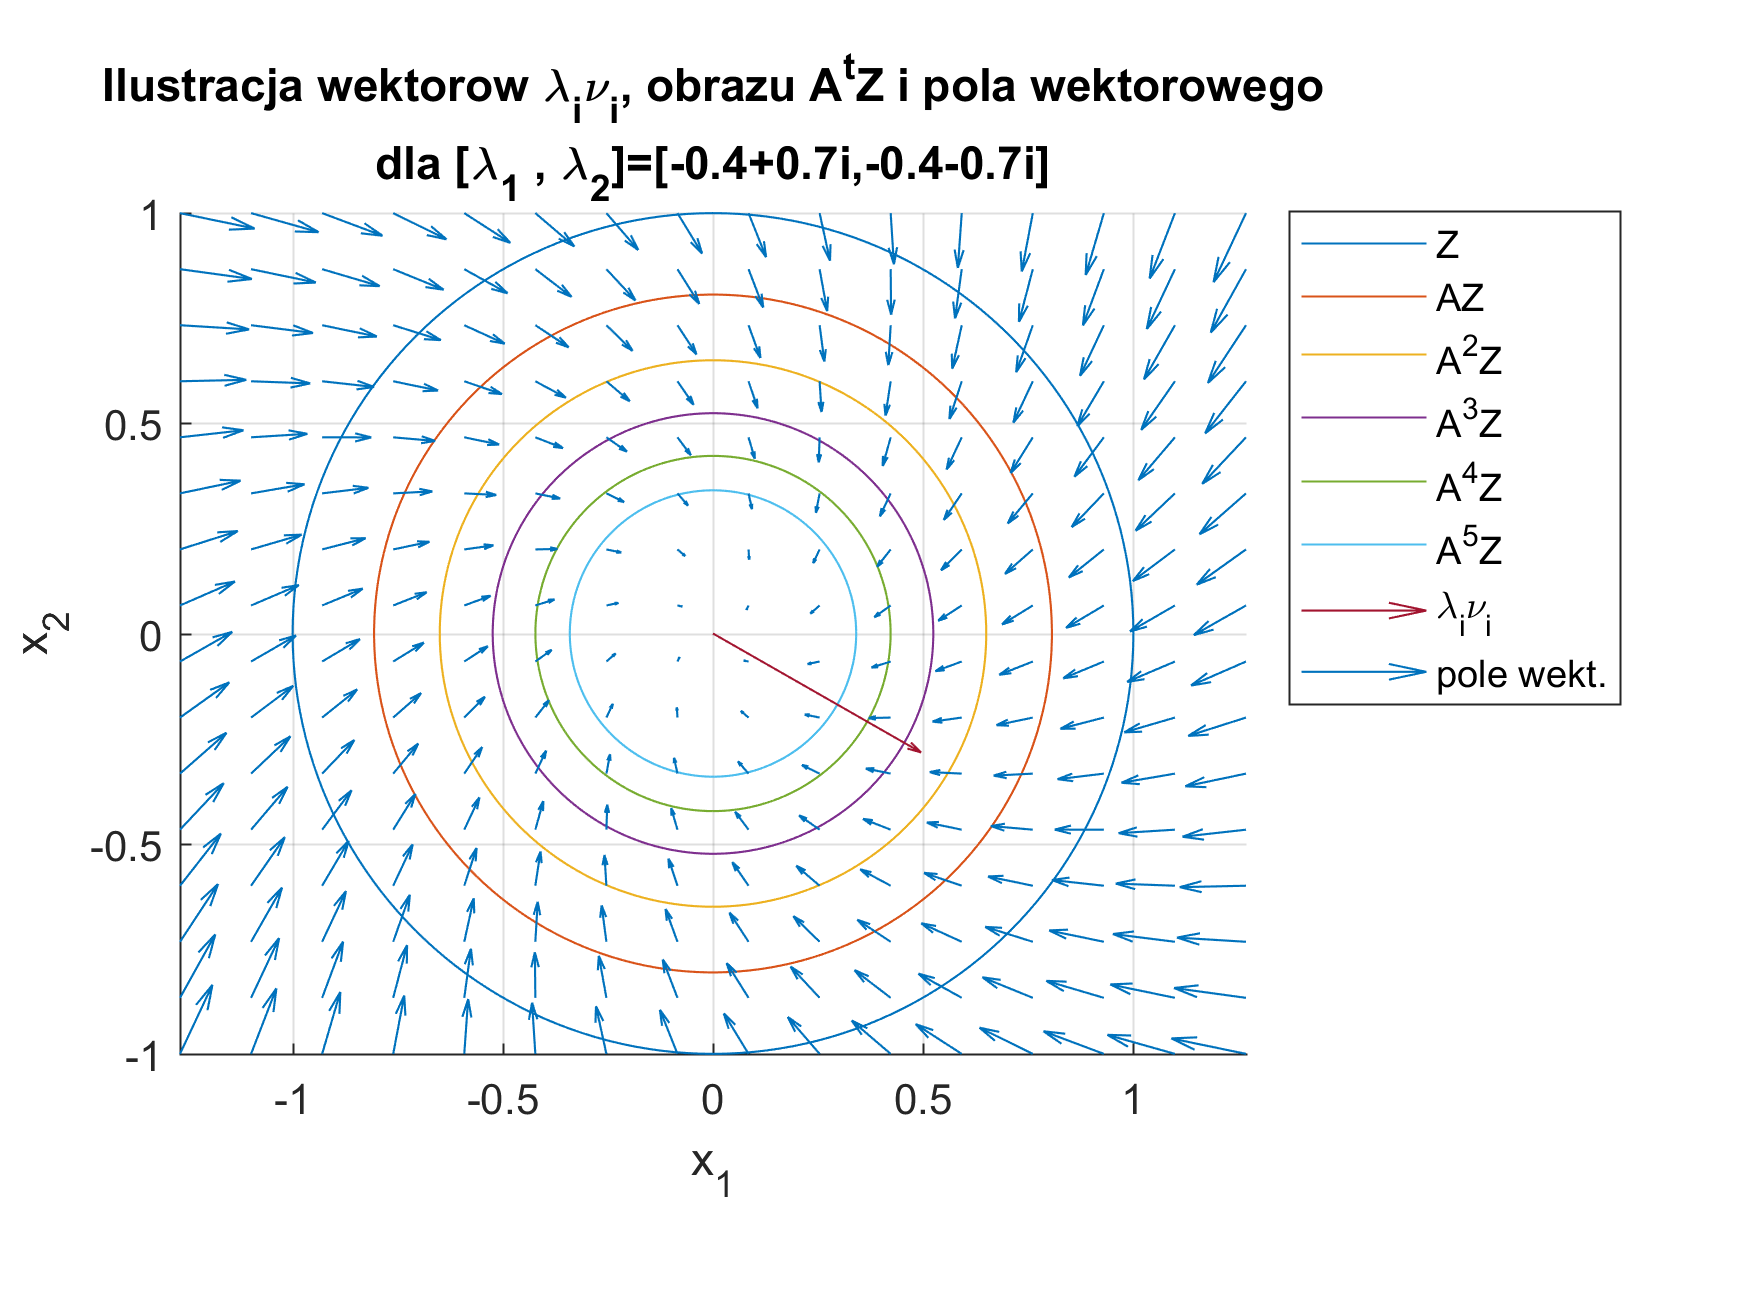 Ilustracja wektorow λᵢνᵢ, obrazu AᵗZ i pola wektorowego
dla [λ₁ , λ₂]=[-0.4+0.7i,-0.4-0.7i]
1
0.5
0
-0.5
-1
x₂
-1
-0.5
0
0.5
1
x₁
Z
AZ
A²Z
A³Z
A⁴Z
A⁵Z
λᵢνᵢ
pole wekt.